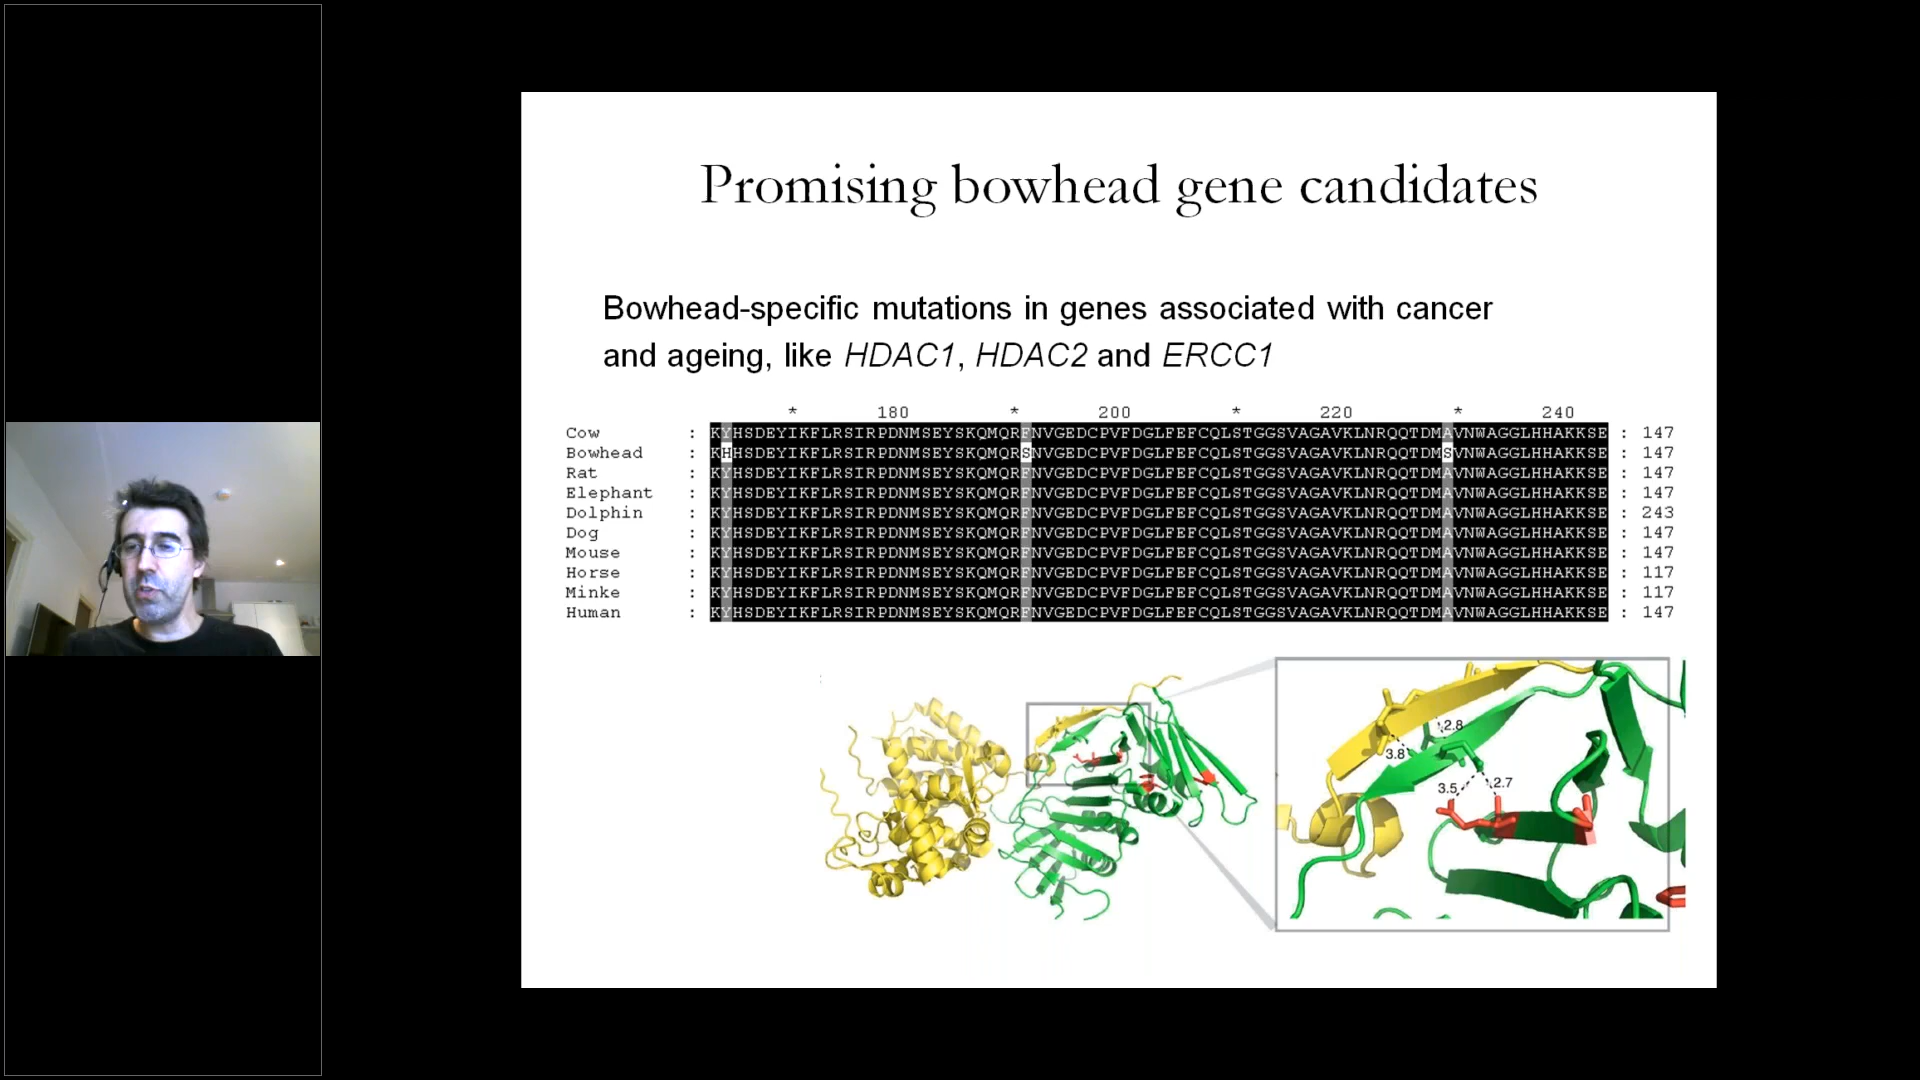 Promising bowhead gene candidates
Bowhead-specific mutations in genes associated with cancer
and ageing, like HDAC1, HDAC2 and ERCC1
* 180 * 200 * 220 * 240
Cow : KYHSDEYIKFLRSIRPDNMSEYSKQMQRFNVGEDCPVFDGLFEFCQLSTGGSVAGAVKLNRQQTDMAVNWAGGLHHAKKSE : 147
Bowhead : KHHSDEYIKFLRSIRPDNMSEYSKQMQRSNVGEDCPVFDGLFEFCQLSTGGSVAGAVKLNRQQTDMSVNWAGGLHHAKKSE : 147
Rat : KYHSDEYIKFLRSIRPDNMSEYSKQMQRFNVGEDCPVFDGLFEFCQLSTGGSVAGAVKLNRQQTDMAVNWAGGLHHAKKSE : 147
Elephant : KYHSDEYIKFLRSIRPDNMSEYSKQMQRFNVGEDCPVFDGLFEFCQLSTGGSVAGAVKLNRQQTDMAVNWAGGLHHAKKSE : 147
Dolphin : KYHSDEYIKFLRSIRPDNMSEYSKQMQRFNVGEDCPVFDGLFEFCQLSTGGSVAGAVKLNRQQTDMAVNWAGGLHHAKKSE : 243
Dog : KYHSDEYIKFLRSIRPDNMSEYSKQMQRFNVGEDCPVFDGLFEFCQLSTGGSVAGAVKLNRQQTDMAVNWAGGLHHAKKSE : 147
Mouse : KYHSDEYIKFLRSIRPDNMSEYSKQMQRFNVGEDCPVFDGLFEFCQLSTGGSVAGAVKLNRQQTDMAVNWAGGLHHAKKSE : 147
Horse : KYHSDEYIKFLRSIRPDNMSEYSKQMQRFNVGEDCPVFDGLFEFCQLSTGGSVAGAVKLNRQQTDMAVNWAGGLHHAKKSE : 117
Minke : KYHSDEYIKFLRSIRPDNMSEYSKQMQRFNVGEDCPVFDGLFEFCQLSTGGSVAGAVKLNRQQTDMAVNWAGGLHHAKKSE : 117
Human : KYHSDEYIKFLRSIRPDNMSEYSKQMQRFNVGEDCPVFDGLFEFCQLSTGGSVAGAVKLNRQQTDMAVNWAGGLHHAKKSE : 147
2.8
3.8
3.5 2.7